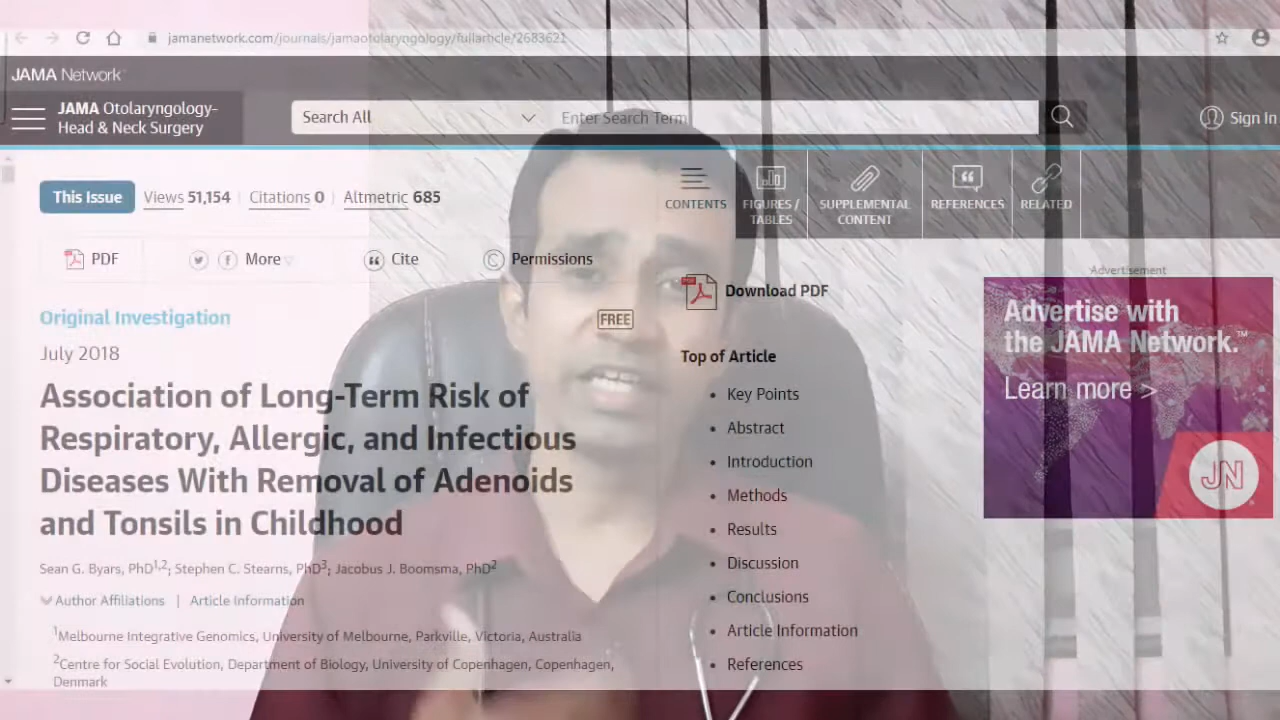 jamanetwork.com/journals/jamaotolaryngology/fullarticle/2683621
JAMA Network
JAMA Otolaryngology–
Head & Neck Surgery
Search All
Enter Search Term
Sign In
This Issue
Views 51,154 | Citations 0 | Altmetric 685
CONTENTS
FIGURES /
TABLES
SUPPLEMENTAL
CONTENT
REFERENCES
RELATED
PDF
More
Cite
Permissions
Original Investigation
FREE
July 2018
Association of Long-Term Risk of
Respiratory, Allergic, and Infectious
Diseases With Removal of Adenoids
and Tonsils in Childhood
Sean G. Byars, PhD1,2; Stephen C. Stearns, PhD3; Jacobus J. Boomsma, PhD2
Author Affiliations | Article Information
1Melbourne Integrative Genomics, University of Melbourne, Parkville, Victoria, Australia
2Centre for Social Evolution, Department of Biology, University of Copenhagen, Copenhagen,
Denmark
Download PDF
Top of Article
• Key Points
• Abstract
• Introduction
• Methods
• Results
• Discussion
• Conclusions
• Article Information
• References
Advertisement
Advertise with
the JAMA Network.™
Learn more >
JN